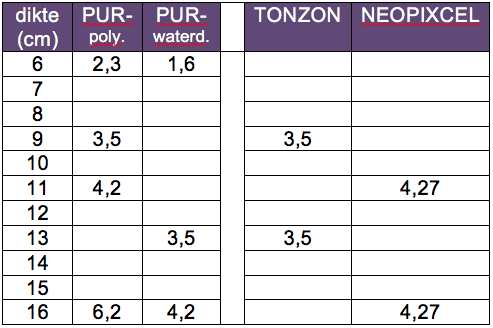 dikte PUR- PUR- TONZON NEOPIXCEL
(cm) poly. waterd.
6 2,3 1,6
7
8
9 3,5 3,5
10
11 4,2 4,27
12
13 3,5 3,5
14
15
16 6,2 4,2 4,27